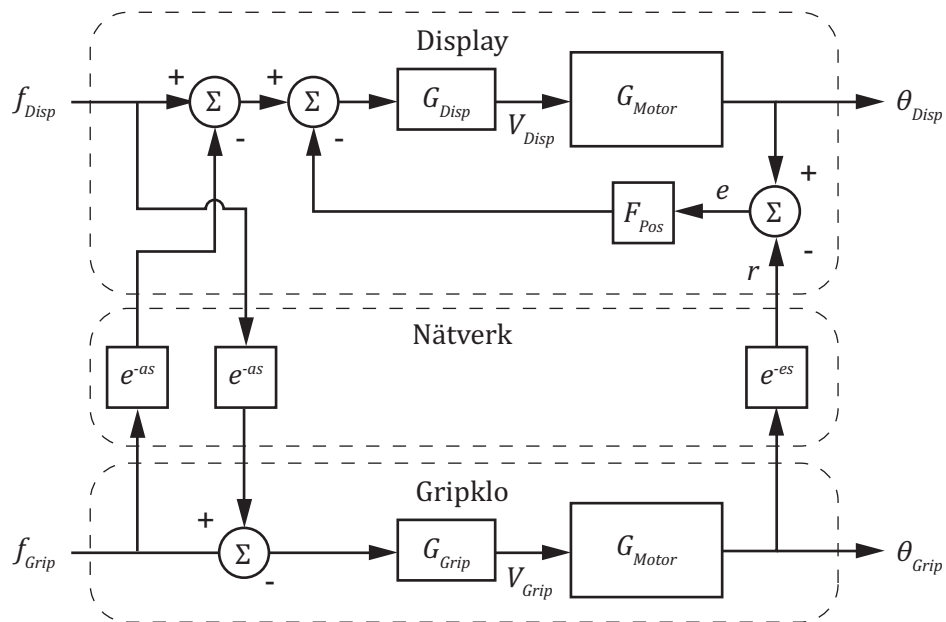 Display
+ + 
f_Disp Σ Σ G_Disp V_Disp G_Motor θ_Disp
- -
+
F_Pos e Σ
-
r
Nätverk
e^-as e^-as e^-es
Gripklo
+
f_Grip Σ G_Grip V_Grip G_Motor θ_Grip
-